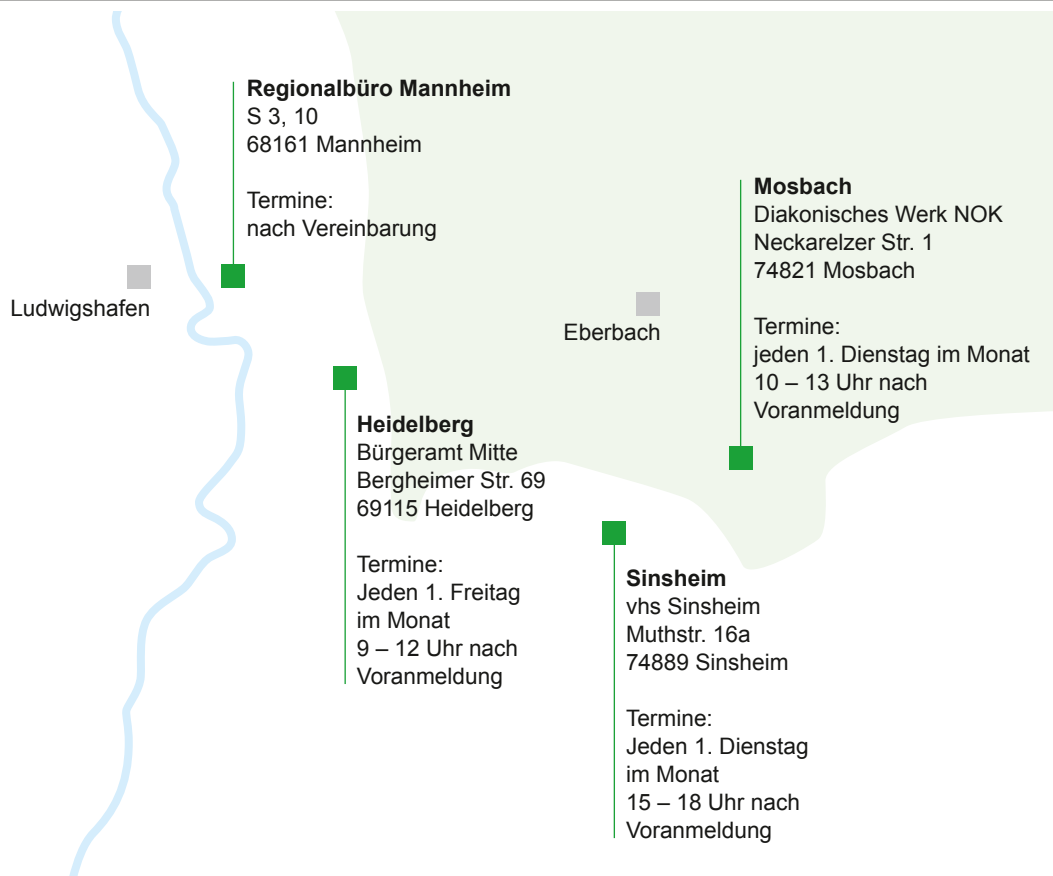 Regionalbüro Mannheim
S 3, 10
68161 Mannheim
Termine:
nach Vereinbarung
Ludwigshafen
Eberbach
Mosbach
Diakonisches Werk NOK
Neckarelzer Str. 1
74821 Mosbach
Termine:
jeden 1. Dienstag im Monat
10 – 13 Uhr nach
Voranmeldung
Heidelberg
Bürgeramt Mitte
Bergheimer Str. 69
69115 Heidelberg
Termine:
Jeden 1. Freitag
im Monat
9 – 12 Uhr nach
Voranmeldung
Sinsheim
vhs Sinsheim
Muthstr. 16a
74889 Sinsheim
Termine:
Jeden 1. Dienstag
im Monat
15 – 18 Uhr nach
Voranmeldung